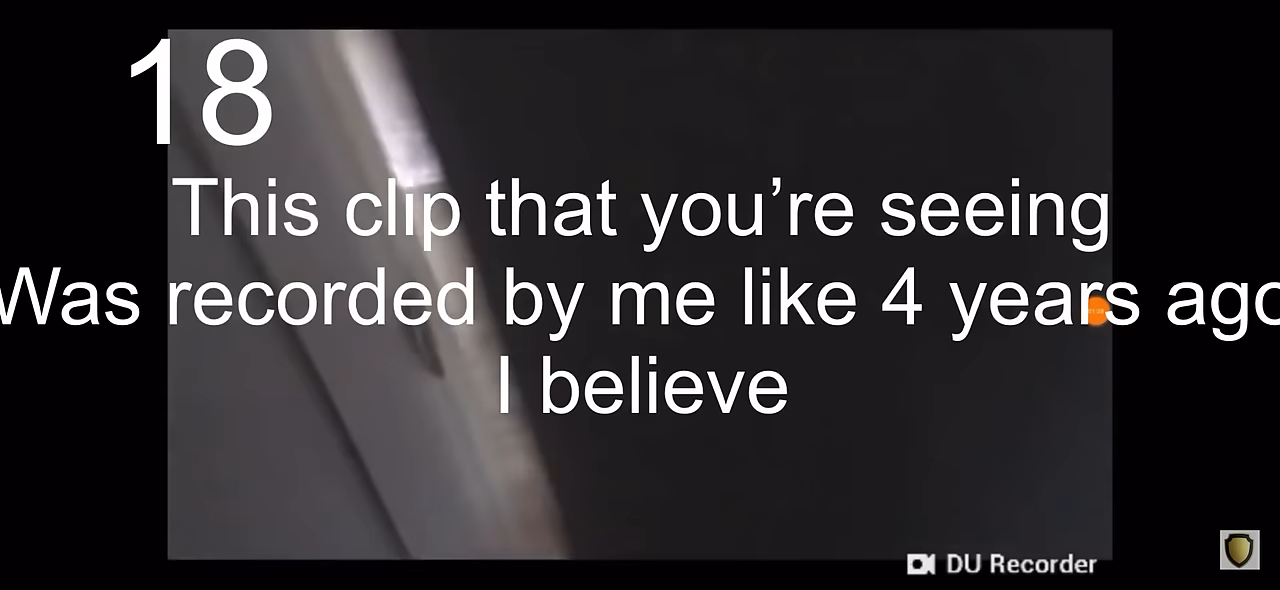 18
This clip that you’re seeing
Was recorded by me like 4 years ago
I believe
DU Recorder